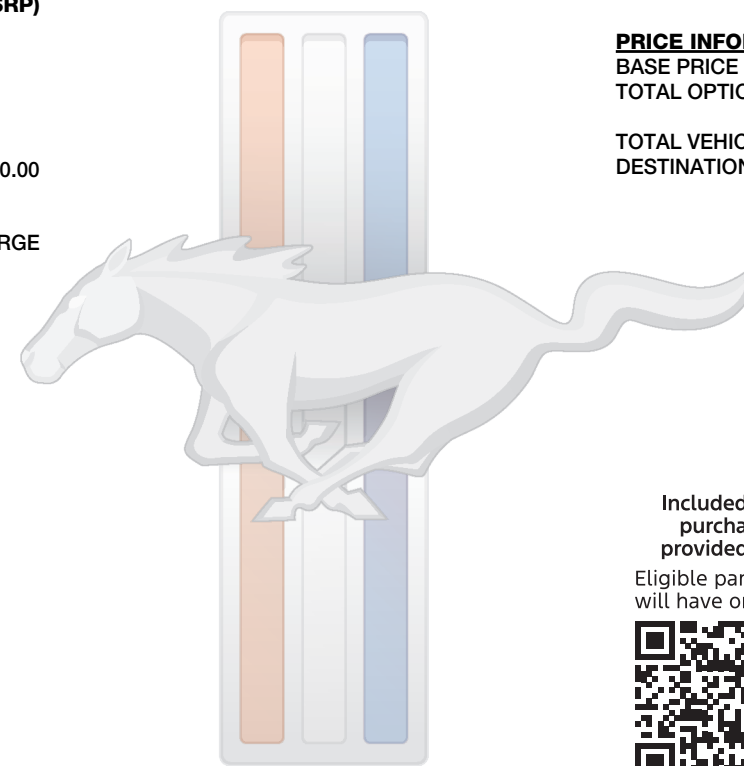 SRP)
0.00
RGE
PRICE INFO
BASE PRICE
TOTAL OPTIO
TOTAL VEHIC
DESTINATION
Included
purcha
provided
Eligible par
will have or